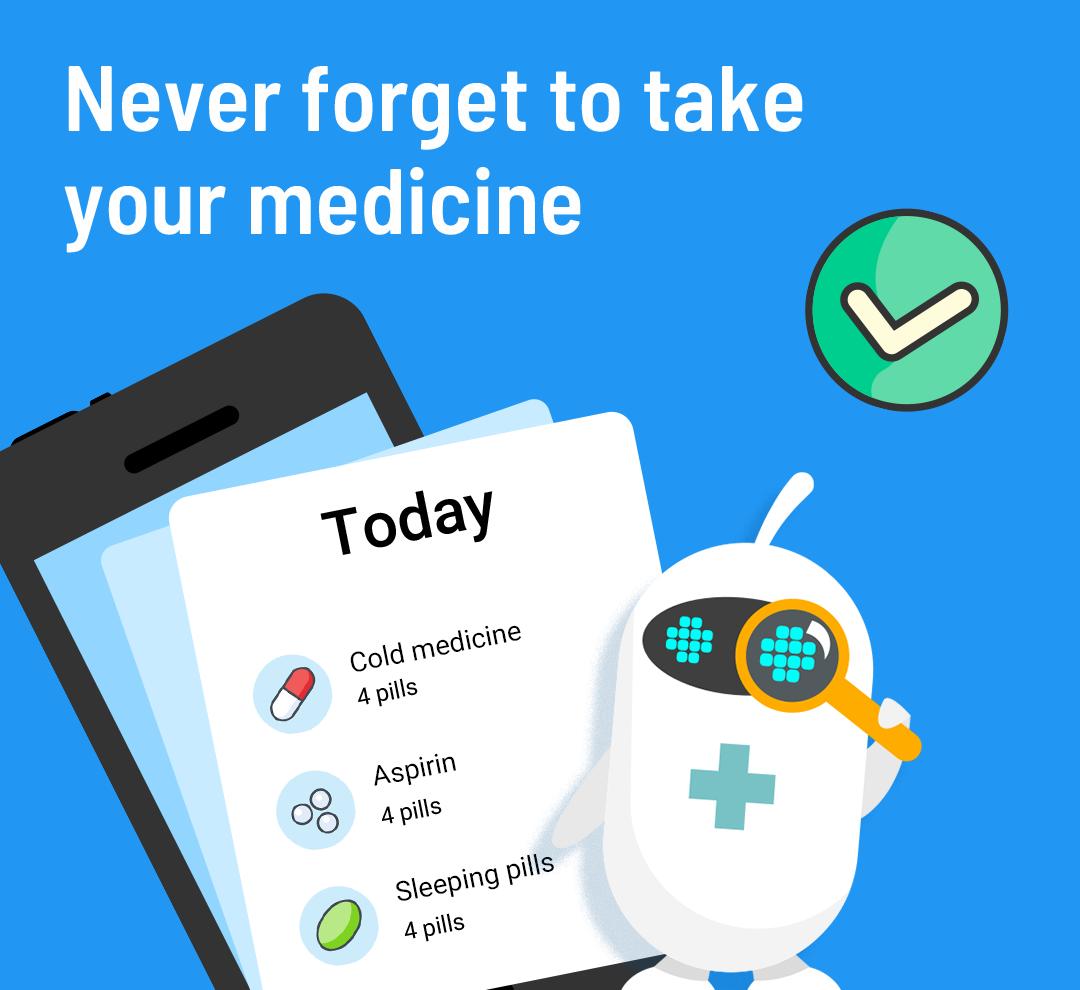 Never forget to take
your medicine
Today
Cold medicine
4 pills
Aspirin
4 pills
Sleeping pills
4 pills